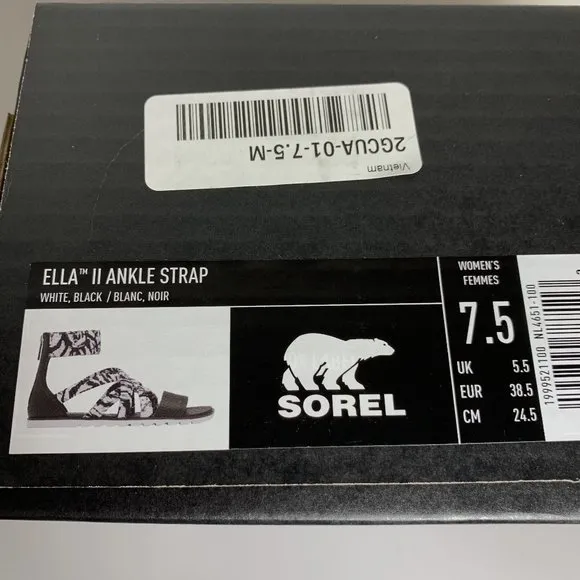 2GCUA-01-7.5-M
Vietnam
ELLA™ II ANKLE STRAP
WHITE, BLACK / BLANC, NOIR
SOREL
WOMEN'S
FEMMES
7.5
UK 5.5
EUR 38.5
CM 24.5
1999521100 NL4651-100